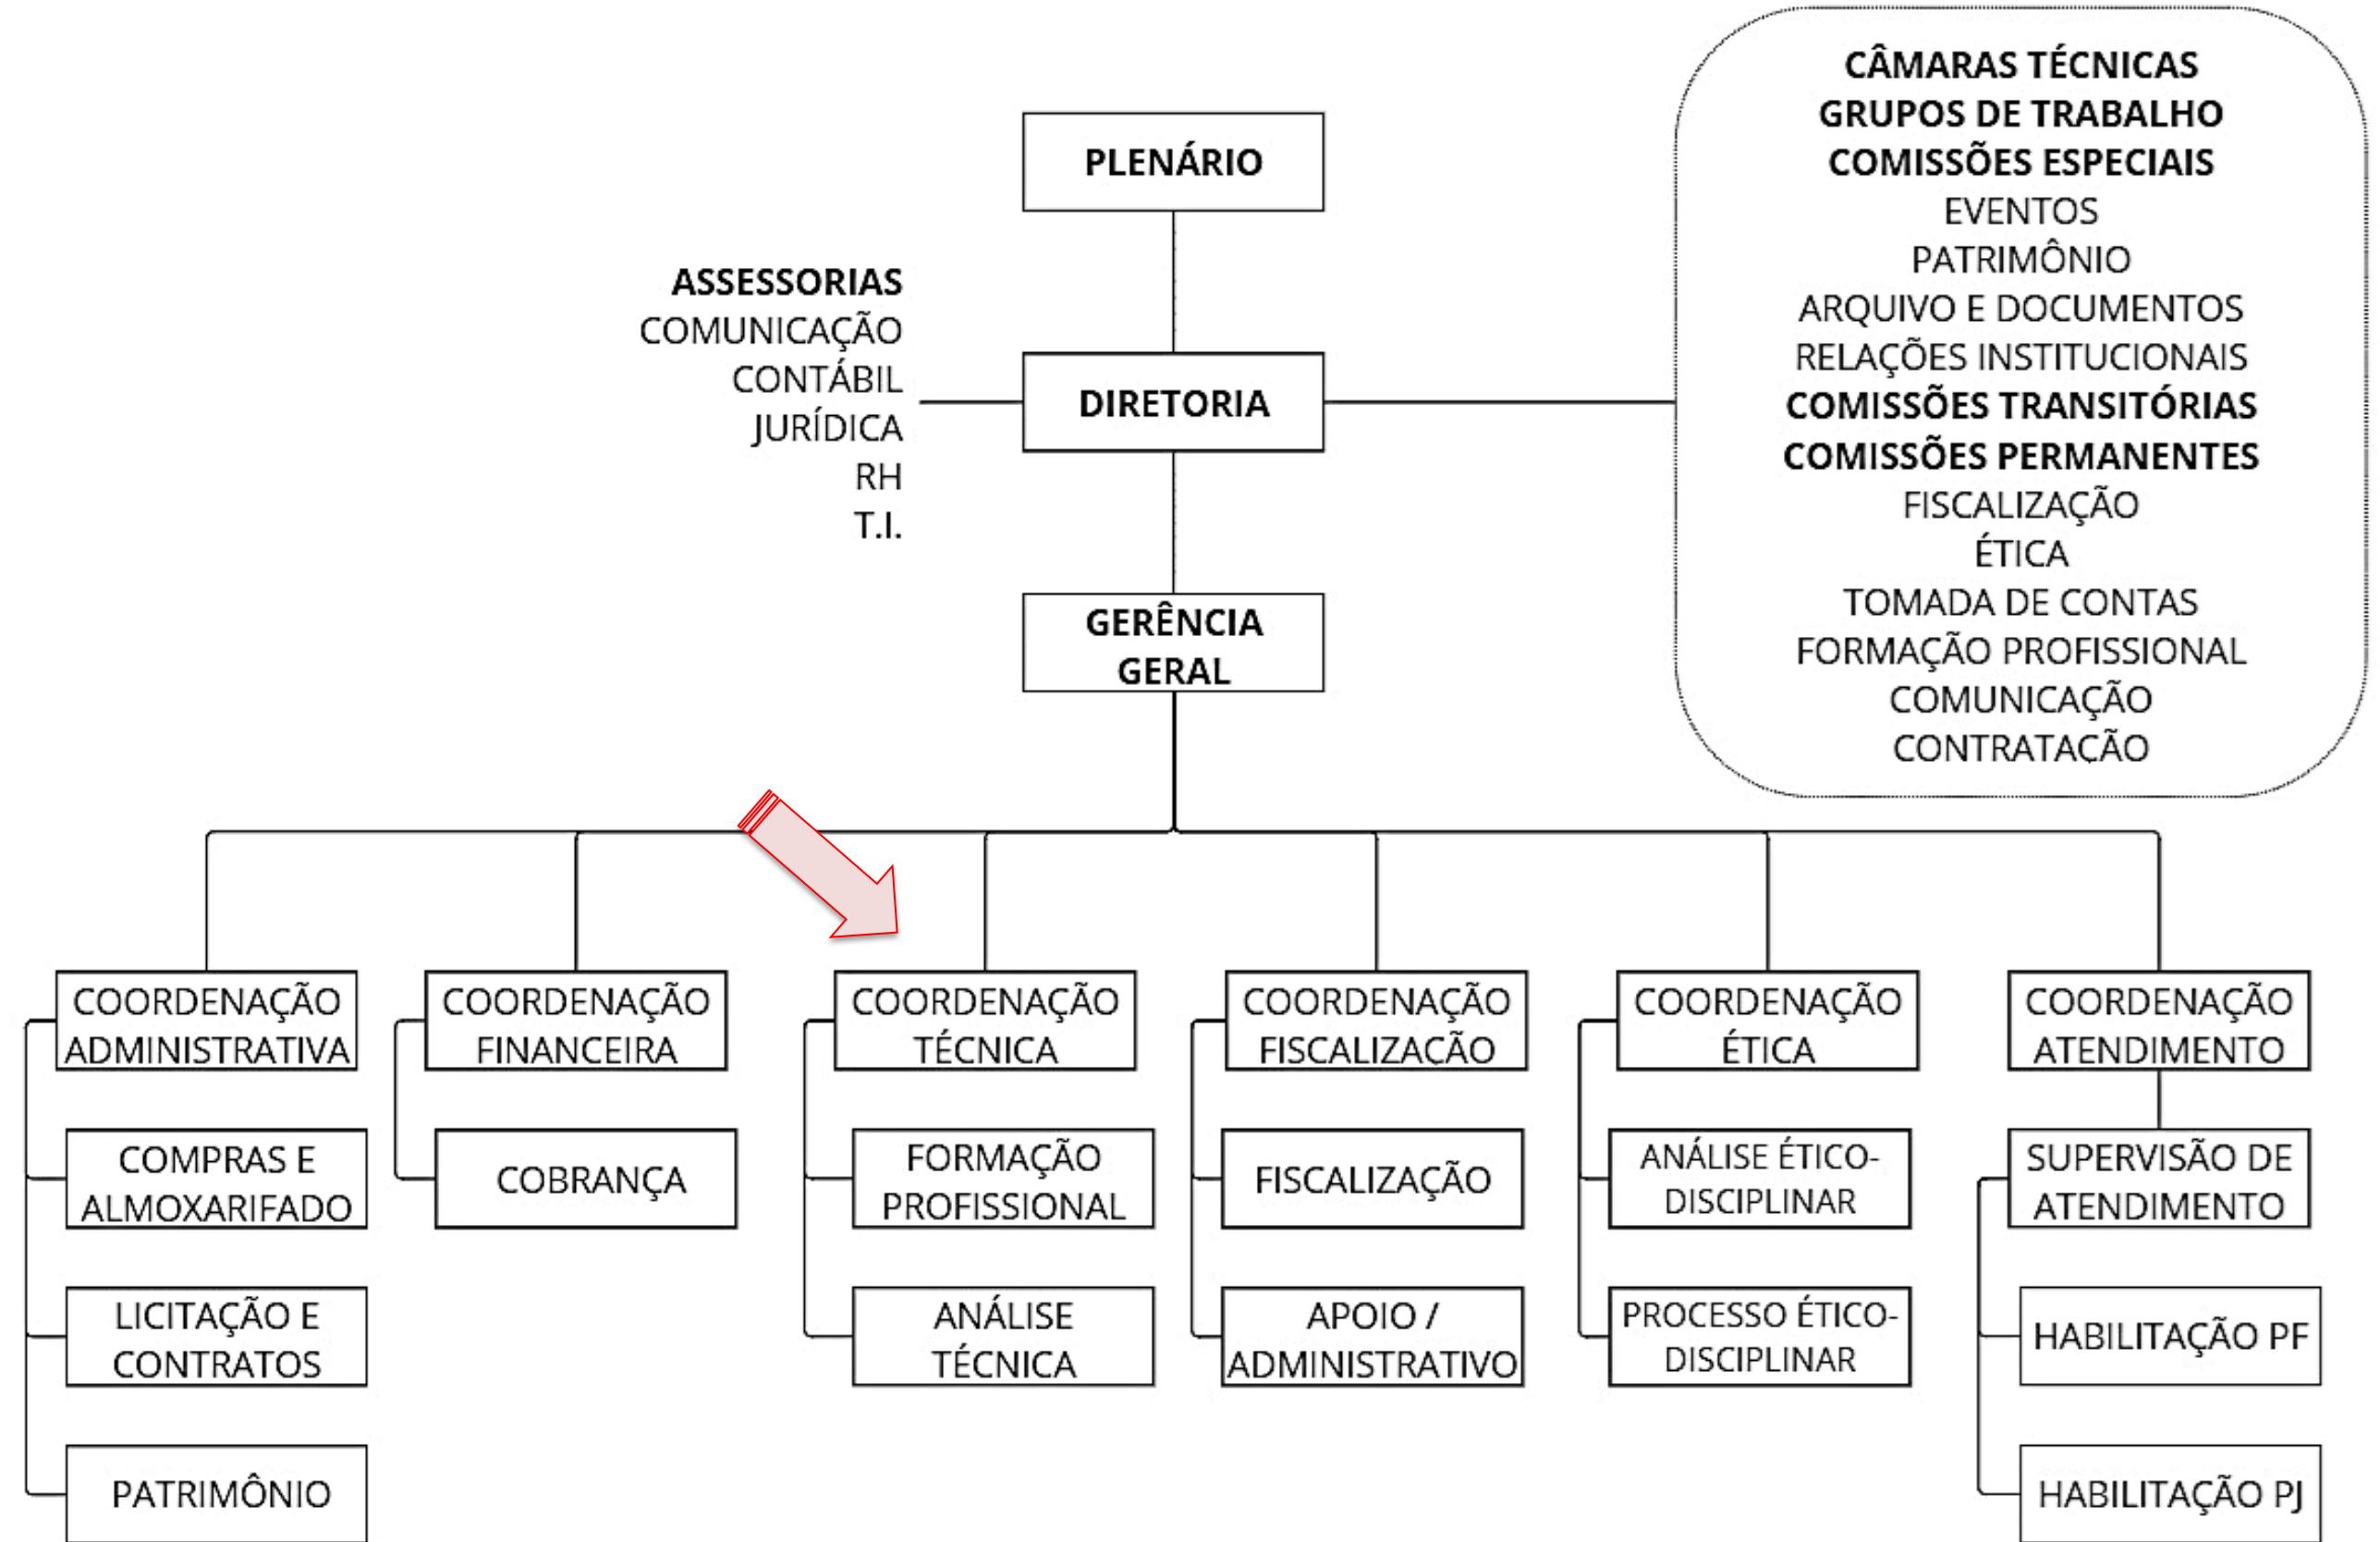 CÂMARAS TÉCNICAS
GRUPOS DE TRABALHO
COMISSÕES ESPECIAIS
EVENTOS
PATRIMÔNIO
ARQUIVO E DOCUMENTOS
RELAÇÕES INSTITUCIONAIS
COMISSÕES TRANSITÓRIAS
COMISSÕES PERMANENTES
FISCALIZAÇÃO
ÉTICA
TOMADA DE CONTAS
FORMAÇÃO PROFISSIONAL
COMUNICAÇÃO
CONTRATAÇÃO
PLENÁRIO
ASSESSORIAS
COMUNICAÇÃO
CONTÁBIL
JURÍDICA
RH
T.I.
DIRETORIA
GERÊNCIA
GERAL
COORDENAÇÃO
ADMINISTRATIVA
COMPRAS E
ALMOXARIFADO
LICITAÇÃO E
CONTRATOS
PATRIMÔNIO
COORDENAÇÃO
FINANCEIRA
COBRANÇA
COORDENAÇÃO
TÉCNICA
FORMAÇÃO
PROFISSIONAL
ANÁLISE
TÉCNICA
COORDENAÇÃO
FISCALIZAÇÃO
FISCALIZAÇÃO
APOIO /
ADMINISTRATIVO
COORDENAÇÃO
ÉTICA
ANÁLISE ÉTICO-
DISCIPLINAR
PROCESSO ÉTICO-
DISCIPLINAR
COORDENAÇÃO
ATENDIMENTO
SUPERVISÃO DE
ATENDIMENTO
HABILITAÇÃO PF
HABILITAÇÃO PJ